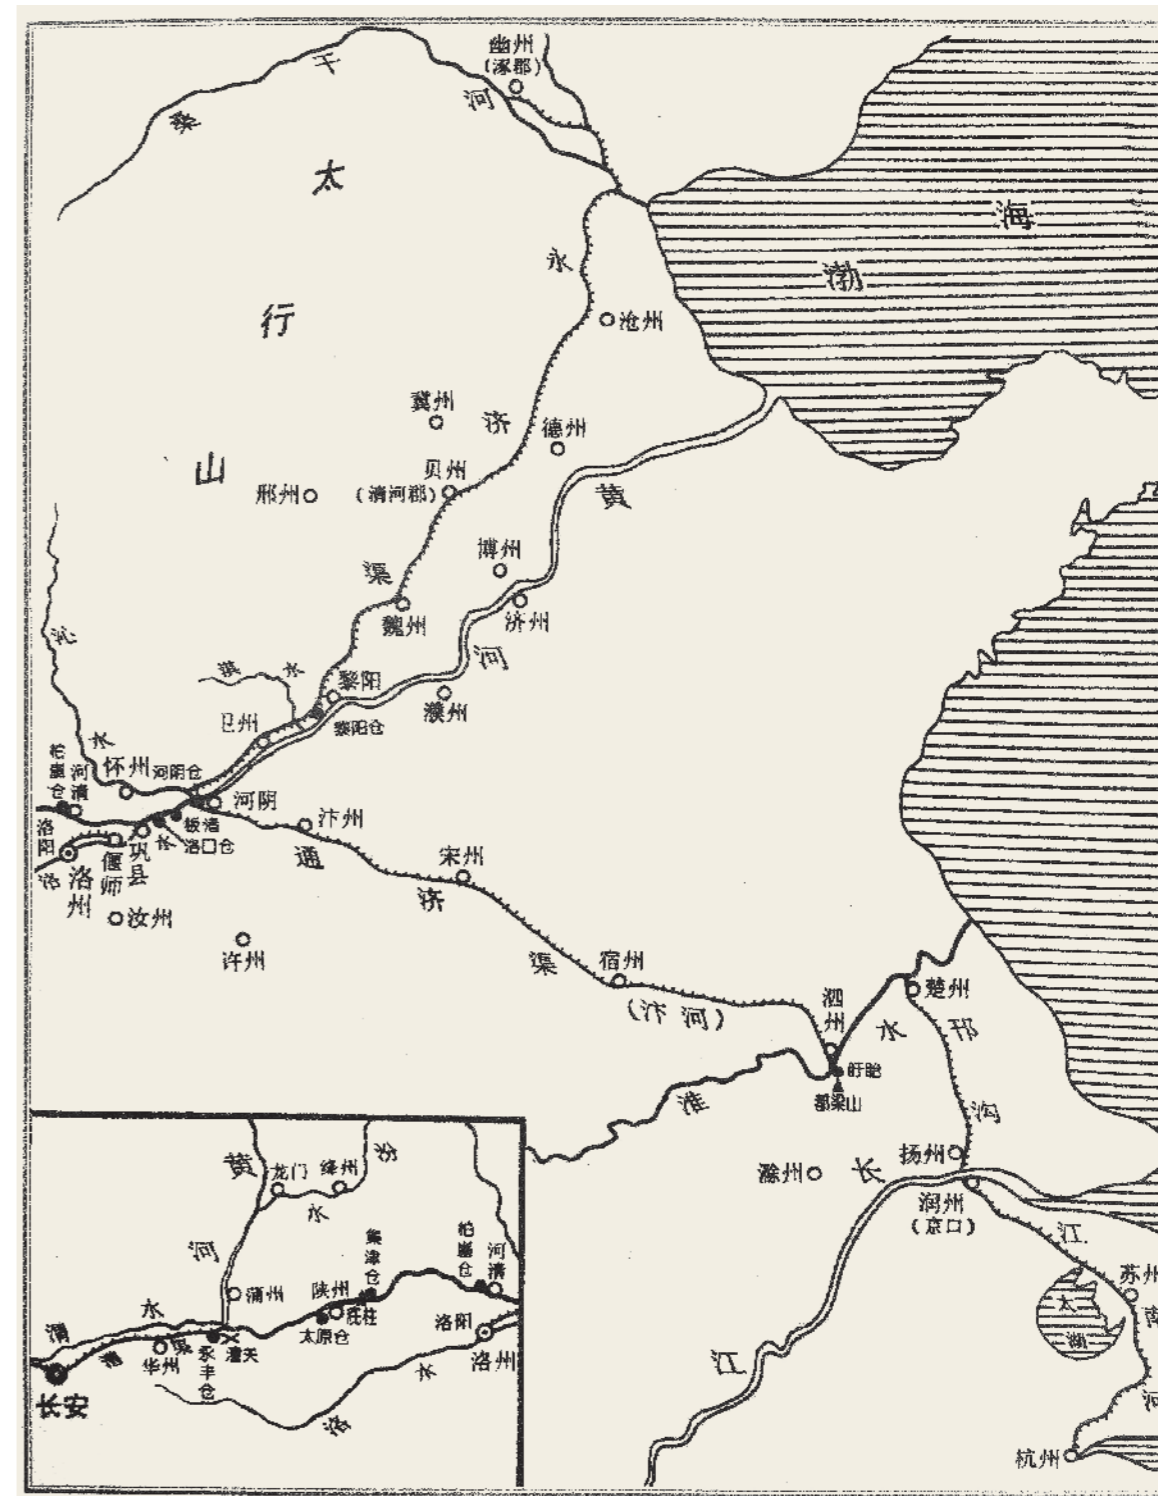 幽州
(涿郡)
桑干河
太行山
渤海
永济渠
沧州
冀州
德州
贝州
(清河郡)
邢州
黄河
博州
济州
魏州
沁水
淇水
黎阳
黎阳仓
濮州
卫州
怀州
河阴仓
柏崖仓
河清
河阴
板渚
洛口仓
汴州
洛阳
洛州
洛水
偃师
巩县
汝州
许州
通济渠
(汴河)
宋州
宿州
泗州
楚州
淮水
邗沟
盱眙
都梁山
扬州
滁州
长江
润州
(京口)
江南河
苏州
太湖
杭州
黄河
龙门
绛州
汾水
集津仓
柏崖仓
河清
蒲州
陕州
底柱
太原仓
洛阳
洛州
渭水
漕渠
华州
永丰仓
潼关
长安
洛水